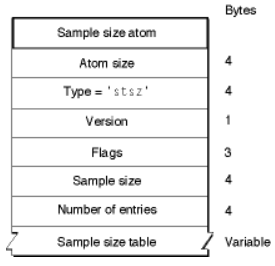 Bytes
Sample size atom
Atom size 4
Type = 'stsz' 4
Version 1
Flags 3
Sample size 4
Number of entries 4
Sample size table Variable